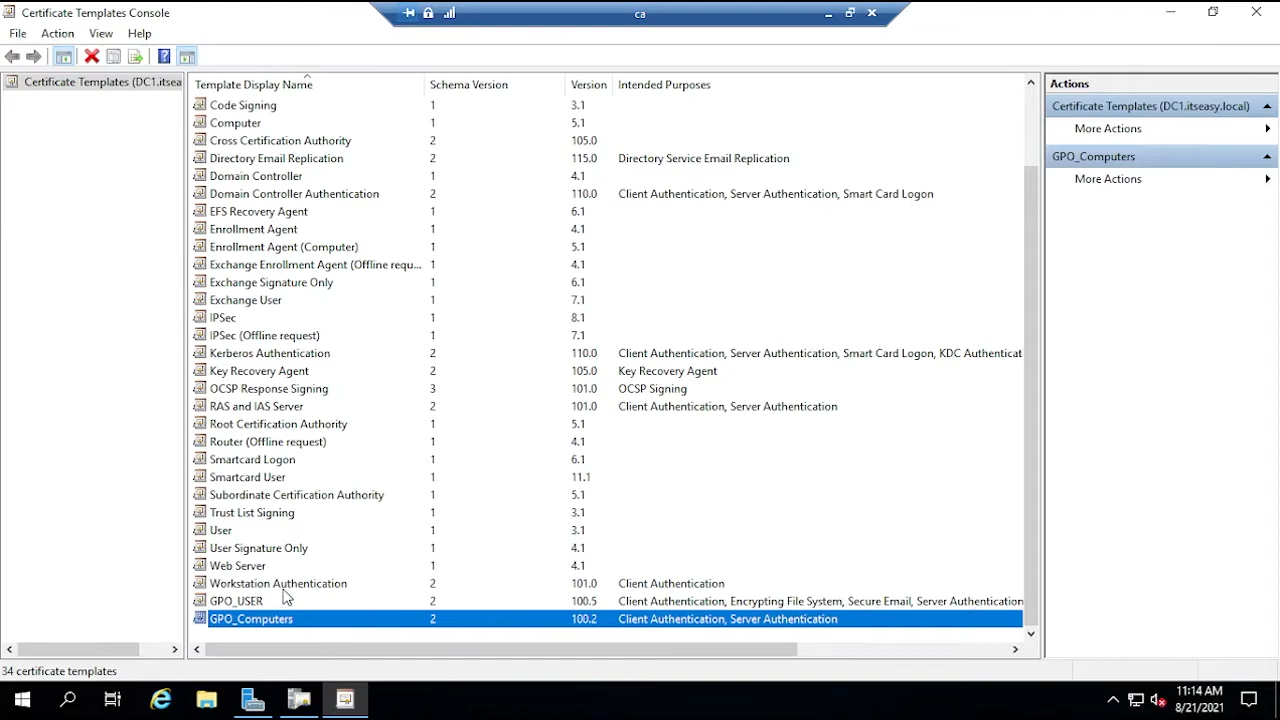 Certificate Templates Console
ca
File Action View Help
Certificate Templates (DC1.itsea
Template Display Name Schema Version Version Intended Purposes
Code Signing 1 3.1
Computer 1 5.1
Cross Certification Authority 2 105.0
Directory Email Replication 2 115.0 Directory Service Email Replication
Domain Controller 1 4.1
Domain Controller Authentication 2 110.0 Client Authentication, Server Authentication, Smart Card Logon
EFS Recovery Agent 1 6.1
Enrollment Agent 1 4.1
Enrollment Agent (Computer) 1 5.1
Exchange Enrollment Agent (Offline requ... 1 4.1
Exchange Signature Only 1 6.1
Exchange User 1 7.1
IPSec 1 8.1
IPSec (Offline request) 1 7.1
Kerberos Authentication 2 110.0 Client Authentication, Server Authentication, Smart Card Logon, KDC Authenticat
Key Recovery Agent 2 105.0 Key Recovery Agent
OCSP Response Signing 3 101.0 OCSP Signing
RAS and IAS Server 2 101.0 Client Authentication, Server Authentication
Root Certification Authority 1 5.1
Router (Offline request) 1 4.1
Smartcard Logon 1 6.1
Smartcard User 1 11.1
Subordinate Certification Authority 1 5.1
Trust List Signing 1 3.1
User 1 3.1
User Signature Only 1 4.1
Web Server 1 4.1
Workstation Authentication 2 101.0 Client Authentication
GPO_USER 2 100.5 Client Authentication, Encrypting File System, Secure Email, Server Authentication
GPO_Computers 2 100.2 Client Authentication, Server Authentication
Actions
Certificate Templates (DC1.itseasy.local)
More Actions
GPO_Computers
More Actions
34 certificate templates
11:14 AM
8/21/2021